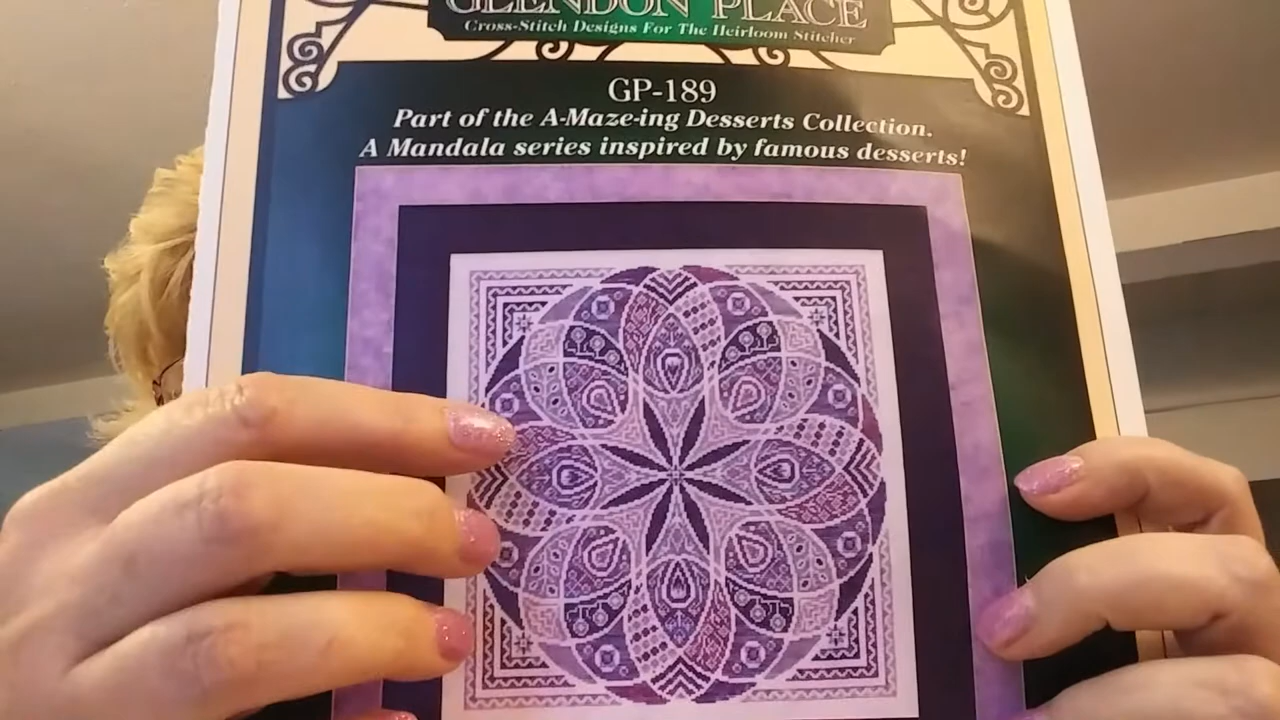 GLENDON PLACE
Cross-Stitch Designs For The Heirloom Stitcher
GP-189
Part of the A-Maze-ing Desserts Collection.
A Mandala series inspired by famous desserts!